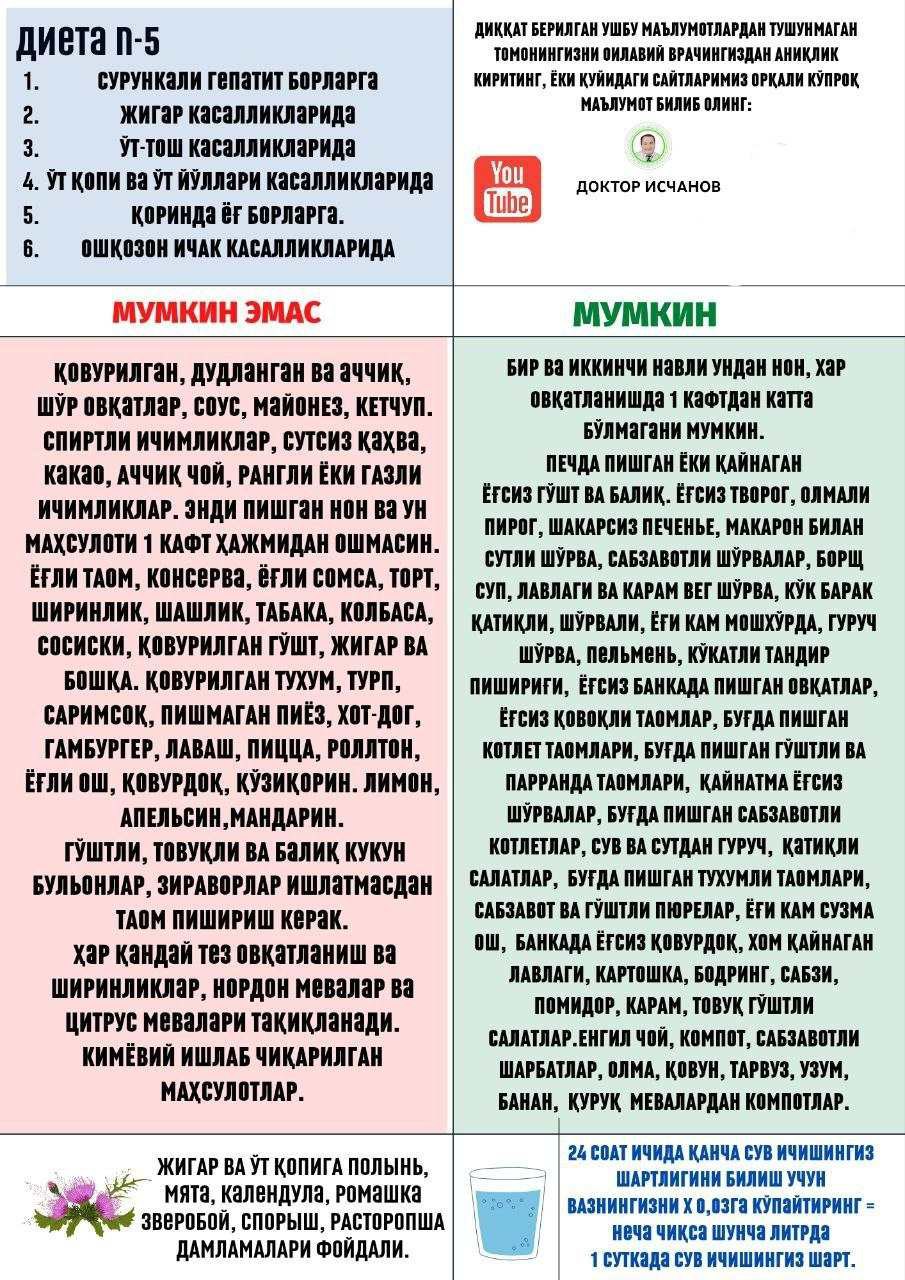 Диета П-5
1. Сурункали гепатит борларга
2. Жигар касалликларида
3. Ўт-тош касалликларида
4. Ўт қопи ва ўт йўллари касалликларида
5. Қоринда ёғ борларга.
6. Ошқозон ичак касалликларида
ДИҚҚАТ БЕРИЛГАН УШБУ МАЪЛУМОТЛАРДАН ТУШУНМАГАН
ТОМОНИНГИЗНИ ОИЛАВИЙ ВРАЧИНГИЗДАН АНИҚЛИК
КИРИТИНГ, ЁКИ ҚУЙИДАГИ САЙТЛАРИМИЗ ОРҚАЛИ КЎПРОҚ
МАЪЛУМОТ БИЛИБ ОЛИНГ:
You
Tube
ДОКТОР ИСЧАНОВ
МУМКИН ЭМАС
ҚОВУРИЛГАН, ДУДЛАНГАН ВА АЧЧИҚ,
ШЎР ОВҚАТЛАР, СОУС, МАЙОНЕЗ, КЕТЧУП.
СПИРТЛИ ИЧИМЛИКЛАР, СУТСИЗ ҚАҲВА,
КАКАО, АЧЧИҚ ЧОЙ, РАНГЛИ ЁКИ ГАЗЛИ
ИЧИМЛИКЛАР. ЭНДИ ПИШГАН НОН ВА УН
МАҲСУЛОТИ 1 КАФТ ҲАЖМИДАН ОШМАСИН.
ЁҒЛИ ТАОМ, КОНСЕРВА, ЁҒЛИ СОМСА, ТОРТ,
ШИРИНЛИК, ШАШЛИК, ТАБАКА, КОЛБАСА,
СОСИСКИ, ҚОВУРИЛГАН ГЎШТ, ЖИГАР ВА
БОШҚА. ҚОВУРИЛГАН ТУХУМ, ТУРП,
САРИМСОҚ, ПИШМАГАН ПИЁЗ, ХОТ-ДОГ,
ГАМБУРГЕР, ЛАВАШ, ПИЦЦА, РОЛЛТОН,
ЁҒЛИ ОШ, ҚОВУРДОҚ, ҚЎЗИҚОРИН. ЛИМОН,
АПЕЛЬСИН,МАНДАРИН.
ГЎШТЛИ, ТОВУҚЛИ ВА БАЛИҚ КУКУН
БУЛЬОНЛАР, ЗИРАВОРЛАР ИШЛАТМАСДАН
ТАОМ ПИШИРИШ КЕРАК.
ҲАР ҚАНДАЙ ТЕЗ ОВҚАТЛАНИШ ВА
ШИРИНЛИКЛАР, НОРДОН МЕВАЛАР ВА
ЦИТРУС МЕВАЛАРИ ТАҚИҚЛАНАДИ.
КИМЁВИЙ ИШЛАБ ЧИҚАРИЛГАН
МАҲСУЛОТЛАР.
МУМКИН
БИР ВА ИККИНЧИ НАВЛИ УНДАН НОН, ХАР
ОВҚАТЛАНИШДА 1 КАФТДАН КАТТА
БЎЛМАГАНИ МУМКИН.
ПЕЧДА ПИШГАН ЁКИ ҚАЙНАГАН
ЁҒСИЗ ГЎШТ ВА БАЛИҚ. ЁҒСИЗ ТВОРОГ, ОЛМАЛИ
ПИРОГ, ШАКАРСИЗ ПЕЧЕНЬЕ, МАКАРОН БИЛАН
СУТЛИ ШЎРВА, САБЗАВОТЛИ ШЎРВАЛАР, БОРЩ
СУП, ЛАВЛАГИ ВА КАРАМ ВЕГ ШЎРВА, КЎК БАРАК
ҚАТИҚЛИ, ШЎРВАЛИ, ЁҒИ КАМ МОШХЎРДА, ГУРУЧ
ШЎРВА, ПЕЛЬМЕНЬ, КЎКАТЛИ ТАНДИР
ПИШИРИҒИ, ЁҒСИЗ БАНКАДА ПИШГАН ОВҚАТЛАР,
ЁҒСИЗ ҚОВОҚЛИ ТАОМЛАР, БУҒДА ПИШГАН
КОТЛЕТ ТАОМЛАРИ, БУҒДА ПИШГАН ГЎШТЛИ ВА
ПАРРАНДА ТАОМЛАРИ, ҚАЙНАТМА ЁҒСИЗ
ШЎРВАЛАР, БУҒДА ПИШГАН САБЗАВОТЛИ
КОТЛЕТЛАР, СУВ ВА СУТДАН ГУРУЧ, ҚАТИҚЛИ
САЛАТЛАР, БУҒДА ПИШГАН ТУХУМЛИ ТАОМЛАРИ,
САБЗАВОТ ВА ГЎШТЛИ ПЮРЕЛАР, ЁҒИ КАМ СУЗМА
ОШ, БАНКАДА ЁҒСИЗ ҚОВУРДОҚ, ХОМ ҚАЙНАГАН
ЛАВЛАГИ, КАРТОШКА, БОДРИНГ, САБЗИ,
ПОМИДОР, КАРАМ, ТОВУҚ ГЎШТЛИ
САЛАТЛАР.ЕНГИЛ ЧОЙ, КОМПОТ, САБЗАВОТЛИ
ШАРБАТЛАР, ОЛМА, ҚОВУН, ТАРВУЗ, УЗУМ,
БАНАН, ҚУРУҚ МЕВАЛАРДАН КОМПОТЛАР.
ЖИГАР ВА ЎТ ҚОПИГА ПОЛЫНЬ,
МЯТА, КАЛЕНДУЛА, РОМАШКА
ЗВЕРОБОЙ, СПОРЫШ, РАСТОРОПША
ДАМЛАМАЛАРИ ФОЙДАЛИ.
24 СОАТ ИЧИДА ҚАНЧА СУВ ИЧИШИНГИЗ
ШАРТЛИГИНИ БИЛИШ УЧУН
ВАЗНИНГИЗНИ Х 0,03ГА КЎПАЙТИРИНГ =
НЕЧА ЧИҚСА ШУНЧА ЛИТРДА
1 СУТКАДА СУВ ИЧИШИНГИЗ ШАРТ.